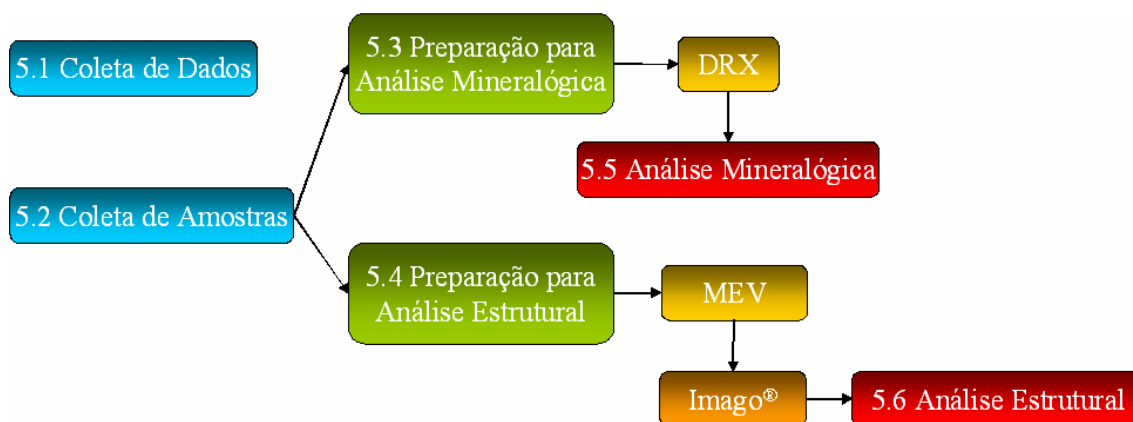 5.1 Coleta de Dados
5.2 Coleta de Amostras
5.3 Preparação para
Análise Mineralógica
DRX
5.5 Análise Mineralógica
5.4 Preparação para
Análise Estrutural
MEV
Imago®
5.6 Análise Estrutural